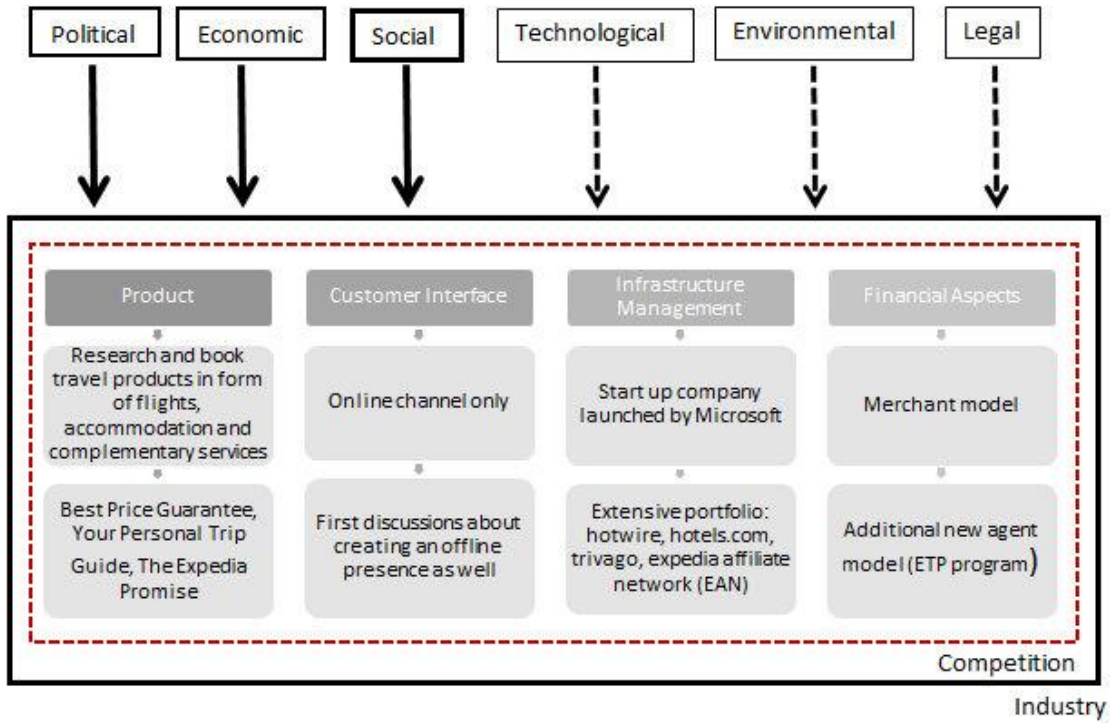 Political
Economic
Social
Technological
Environmental
Legal
Product
Research and book
travel products in form
of flights,
accommodation and
complementary services
Best Price Guarantee,
Your Personal Trip
Guide, The Expedia
Promise
Customer Interface
Online channel only
First discussions about
creating an offline
presence as well
Infrastructure
Management
Start up company
launched by Microsoft
Extensive portfolio:
hotwire, hotels.com,
trivago, expedia affiliate
network (EAN)
Financial Aspects
Merchant model
Additional new agent
model (ETP program)
Competition
Industry